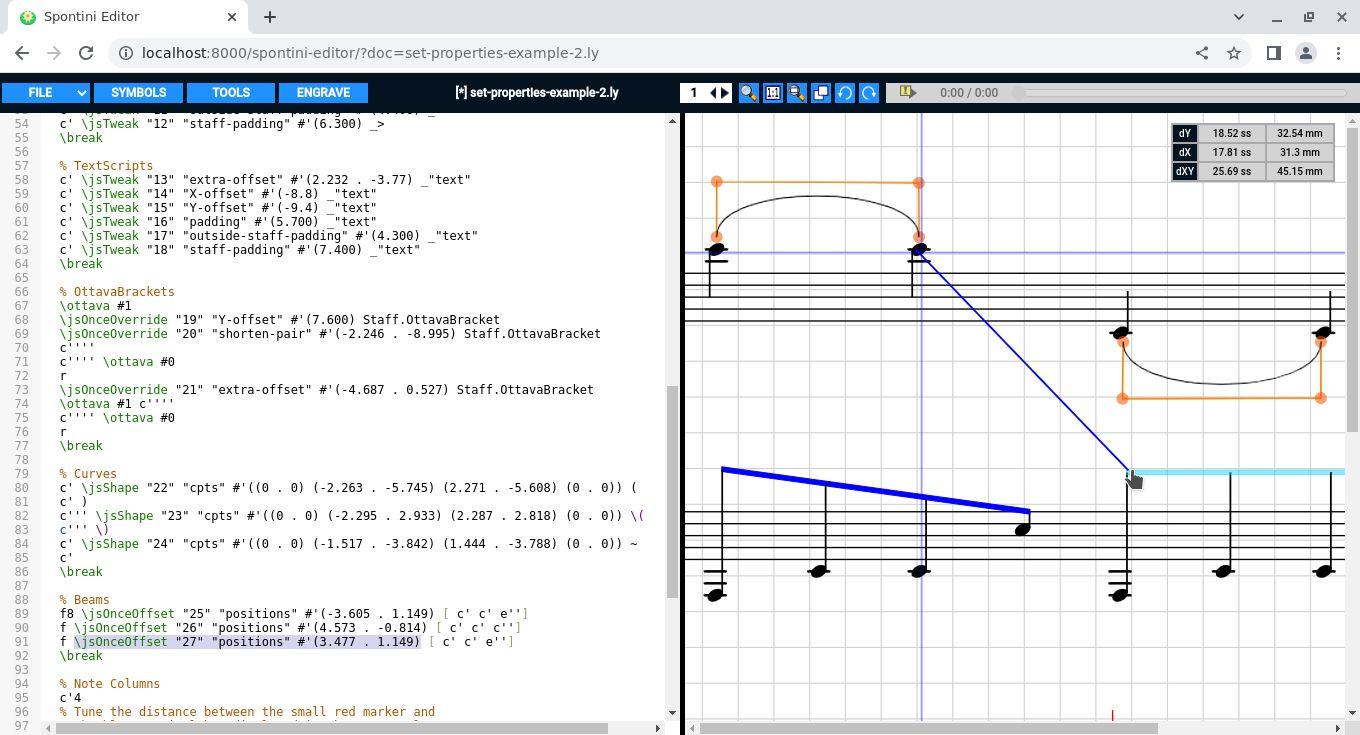 Spontini Editor
localhost:8000/spontini-editor/?doc=set-properties-example-2.ly
FILE SYMBOLS TOOLS ENGRAVE [*] set-properties-example-2.ly 1 1:1 0:00 / 0:00
54 c' \jsTweak "12" "staff-padding" #'(6.300) _>
55 \break
56
57 % TextScripts
58 c' \jsTweak "13" "extra-offset" #'(2.232 . -3.77) _"text"
59 c' \jsTweak "14" "X-offset" #'(-8.8) _"text"
60 c' \jsTweak "15" "Y-offset" #'(-9.4) _"text"
61 c' \jsTweak "16" "padding" #'(5.700) _"text"
62 c' \jsTweak "17" "outside-staff-padding" #'(4.300) _"text"
63 c' \jsTweak "18" "staff-padding" #'(7.400) _"text"
64 \break
65
66 % OttavaBrackets
67 \ottava #1
68 \jsOnceOverride "19" "Y-offset" #'(7.600) Staff.OttavaBracket
69 \jsOnceOverride "20" "shorten-pair" #'(-2.246 . -8.995) Staff.OttavaBracket
70 c''''
71 c'''' \ottava #0
72 r
73 \jsOnceOverride "21" "extra-offset" #'(-4.687 . 0.527) Staff.OttavaBracket
74 \ottava #1 c''''
75 c'''' \ottava #0
76 r
77 \break
78
79 % Curves
80 c' \jsShape "22" "cpts" #'((0 . 0) (-2.263 . -5.745) (2.271 . -5.608) (0 . 0)) (
81 c' )
82 c''' \jsShape "23" "cpts" #'((0 . 0) (-2.295 . 2.933) (2.287 . 2.818) (0 . 0)) \(
83 c''' \)
84 c' \jsShape "24" "cpts" #'((0 . 0) (-1.517 . -3.842) (1.444 . -3.788) (0 . 0)) ~
85 c'
86 \break
87
88 % Beams
89 f8 \jsOnceOffset "25" "positions" #'(-3.605 . 1.149) [ c' c' e'']
90 f \jsOnceOffset "26" "positions" #'(4.573 . -0.814) [ c' c' c'']
91 f \jsOnceOffset "27" "positions" #'(3.477 . 1.149) [ c' c' e'']
92 \break
93
94 % Note Columns
95 c'4
96 % Tune the distance between the small red marker and
97
dY 18.52 ss 32.54 mm
dX 17.81 ss 31.3 mm
dXY 25.69 ss 45.15 mm